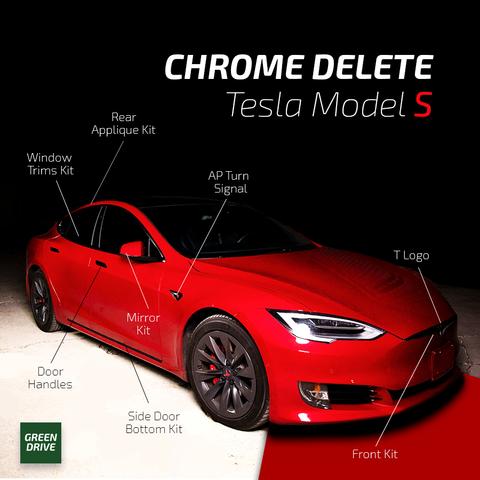 CHROME DELETE
Tesla Model S
Rear
Applique Kit
Window
Trims Kit
AP Turn
Signal
T Logo
Mirror
Kit
Door
Handles
Side Door
Bottom Kit
Front Kit
GREEN
DRIVE